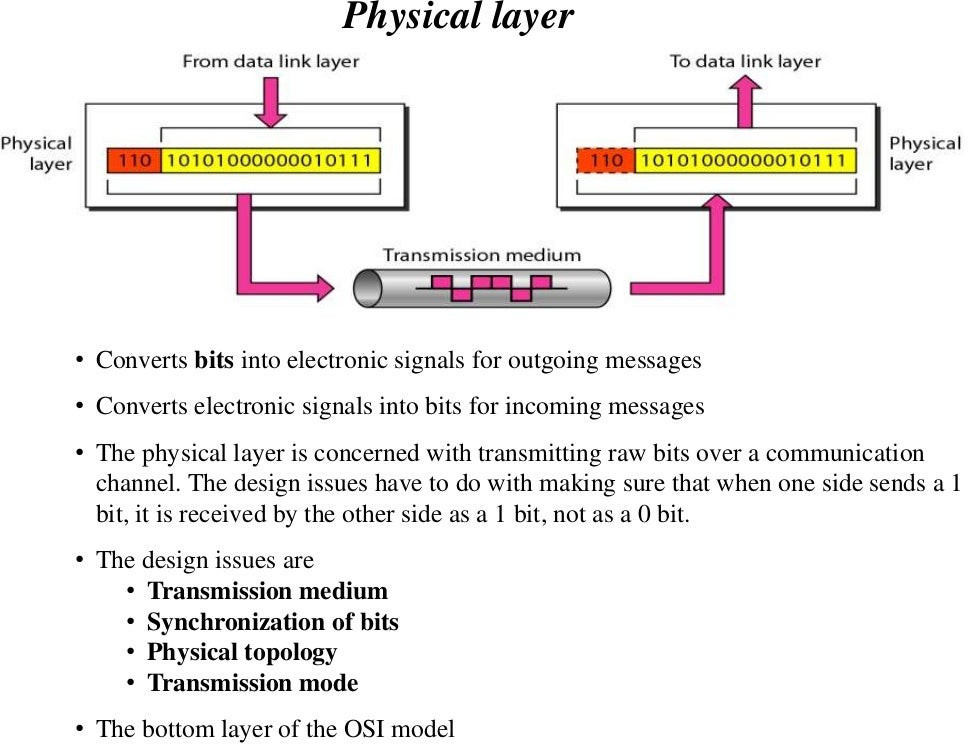 Physical layer
From data link layer
To data link layer
Physical
layer
110 10101000000010111
110 10101000000010111
Physical
layer
Transmission medium
• Converts bits into electronic signals for outgoing messages
• Converts electronic signals into bits for incoming messages
• The physical layer is concerned with transmitting raw bits over a communication
channel. The design issues have to do with making sure that when one side sends a 1
bit, it is received by the other side as a 1 bit, not as a 0 bit.
• The design issues are
• Transmission medium
• Synchronization of bits
• Physical topology
• Transmission mode
• The bottom layer of the OSI model